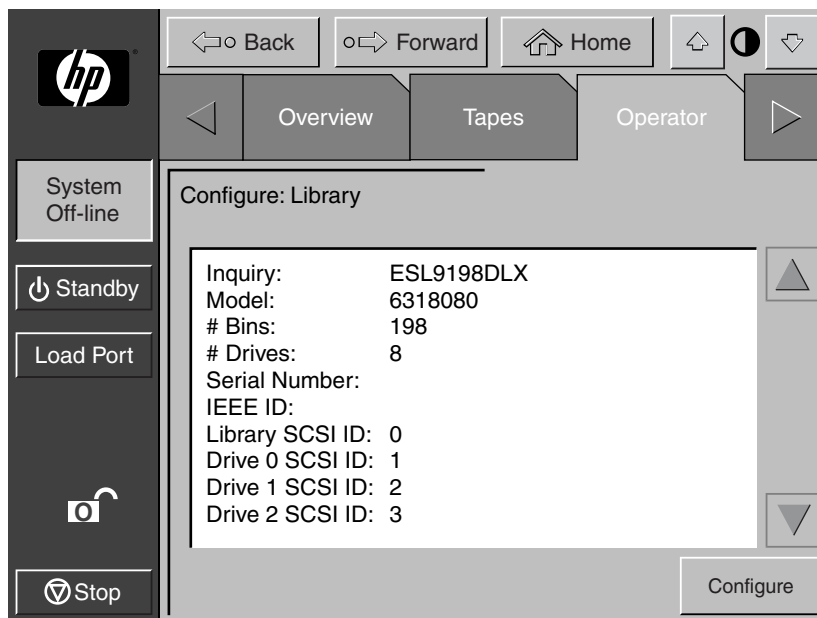 hp
Back
Forward
Home
Overview
Tapes
Operator
System
Off-line
Standby
Load Port
O
Stop
Configure: Library
Inquiry: ESL9198DLX
Model: 6318080
# Bins: 198
# Drives: 8
Serial Number:
IEEE ID:
Library SCSI ID: 0
Drive 0 SCSI ID: 1
Drive 1 SCSI ID: 2
Drive 2 SCSI ID: 3
Configure